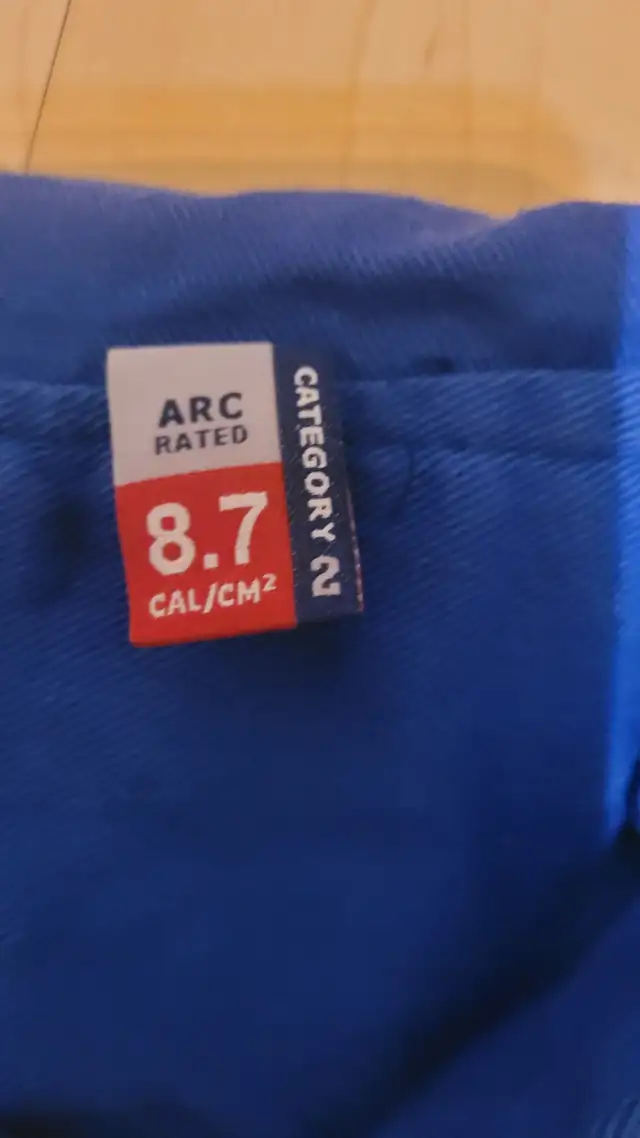 ARC
RATED
8.7
CAL/CM²
CATEGORY 2